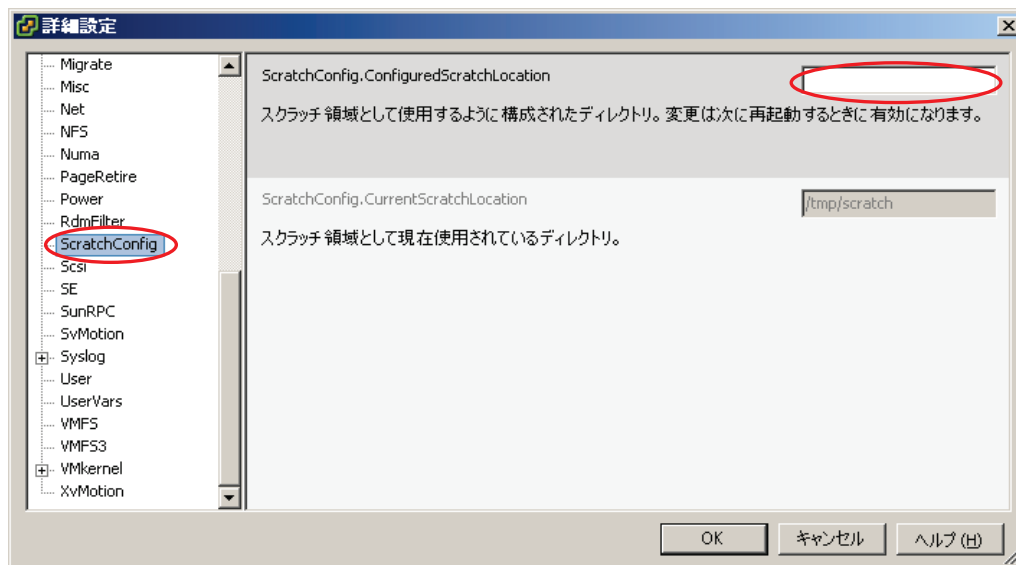 詳細設定
Migrate
Misc
Net
NFS
Numa
PageRetire
Power
RdmFilter
ScratchConfig
Scsi
SE
SunRPC
SvMotion
Syslog
User
UserVars
VMFS
VMFS3
VMkernel
XvMotion
ScratchConfig.ConfiguredScratchLocation
スクラッチ領域として使用するように構成されたディレクトリ。変更は次に再起動するときに有効になります。
ScratchConfig.CurrentScratchLocation
/tmp/scratch
スクラッチ領域として現在使用されているディレクトリ。
OK
キャンセル
ヘルプ(H)